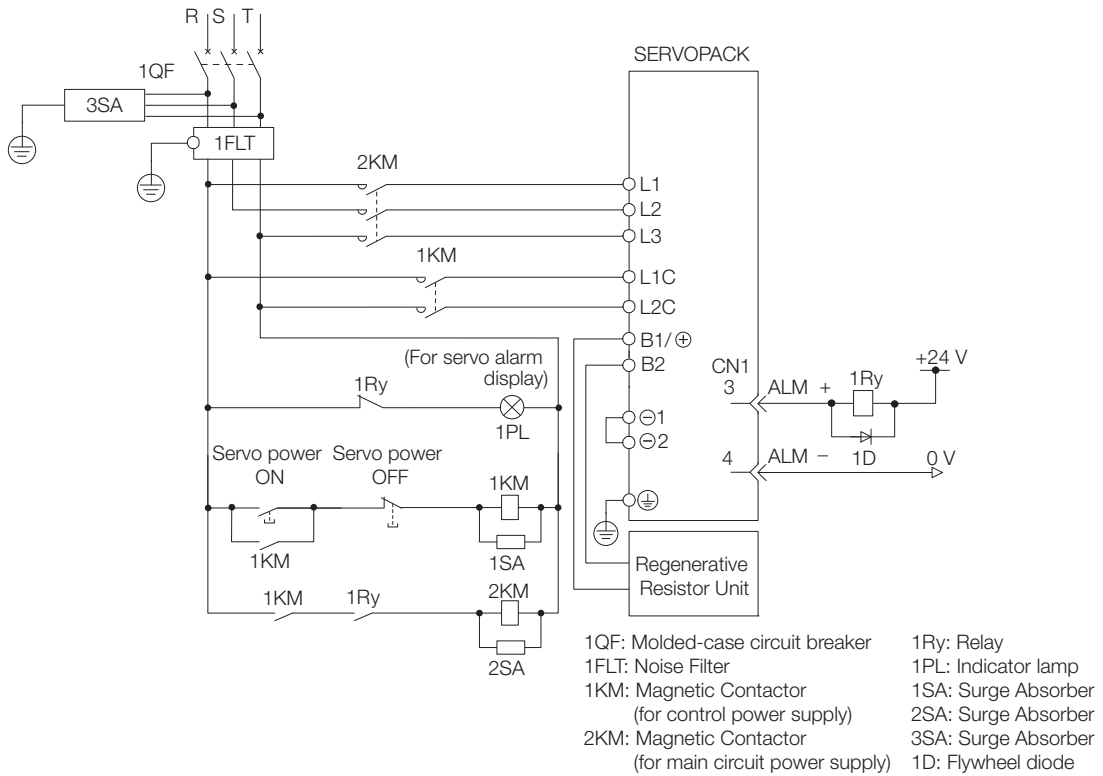 R S T
SERVOPACK
1QF
3SA
1FLT
2KM
L1
L2
L3
1KM
L1C
L2C
B1/⊕
B2
(For servo alarm
display)
1Ry
1PL
CN1
3 ALM +
1Ry
+24 V
1D
⊖1
⊖2
4 ALM −
0 V
Servo power
ON
Servo power
OFF
1KM
1KM
1SA
1KM
1Ry
2KM
2SA
Regenerative
Resistor Unit
1QF: Molded-case circuit breaker
1FLT: Noise Filter
1KM: Magnetic Contactor
(for control power supply)
2KM: Magnetic Contactor
(for main circuit power supply)
1Ry: Relay
1PL: Indicator lamp
1SA: Surge Absorber
2SA: Surge Absorber
3SA: Surge Absorber
1D: Flywheel diode